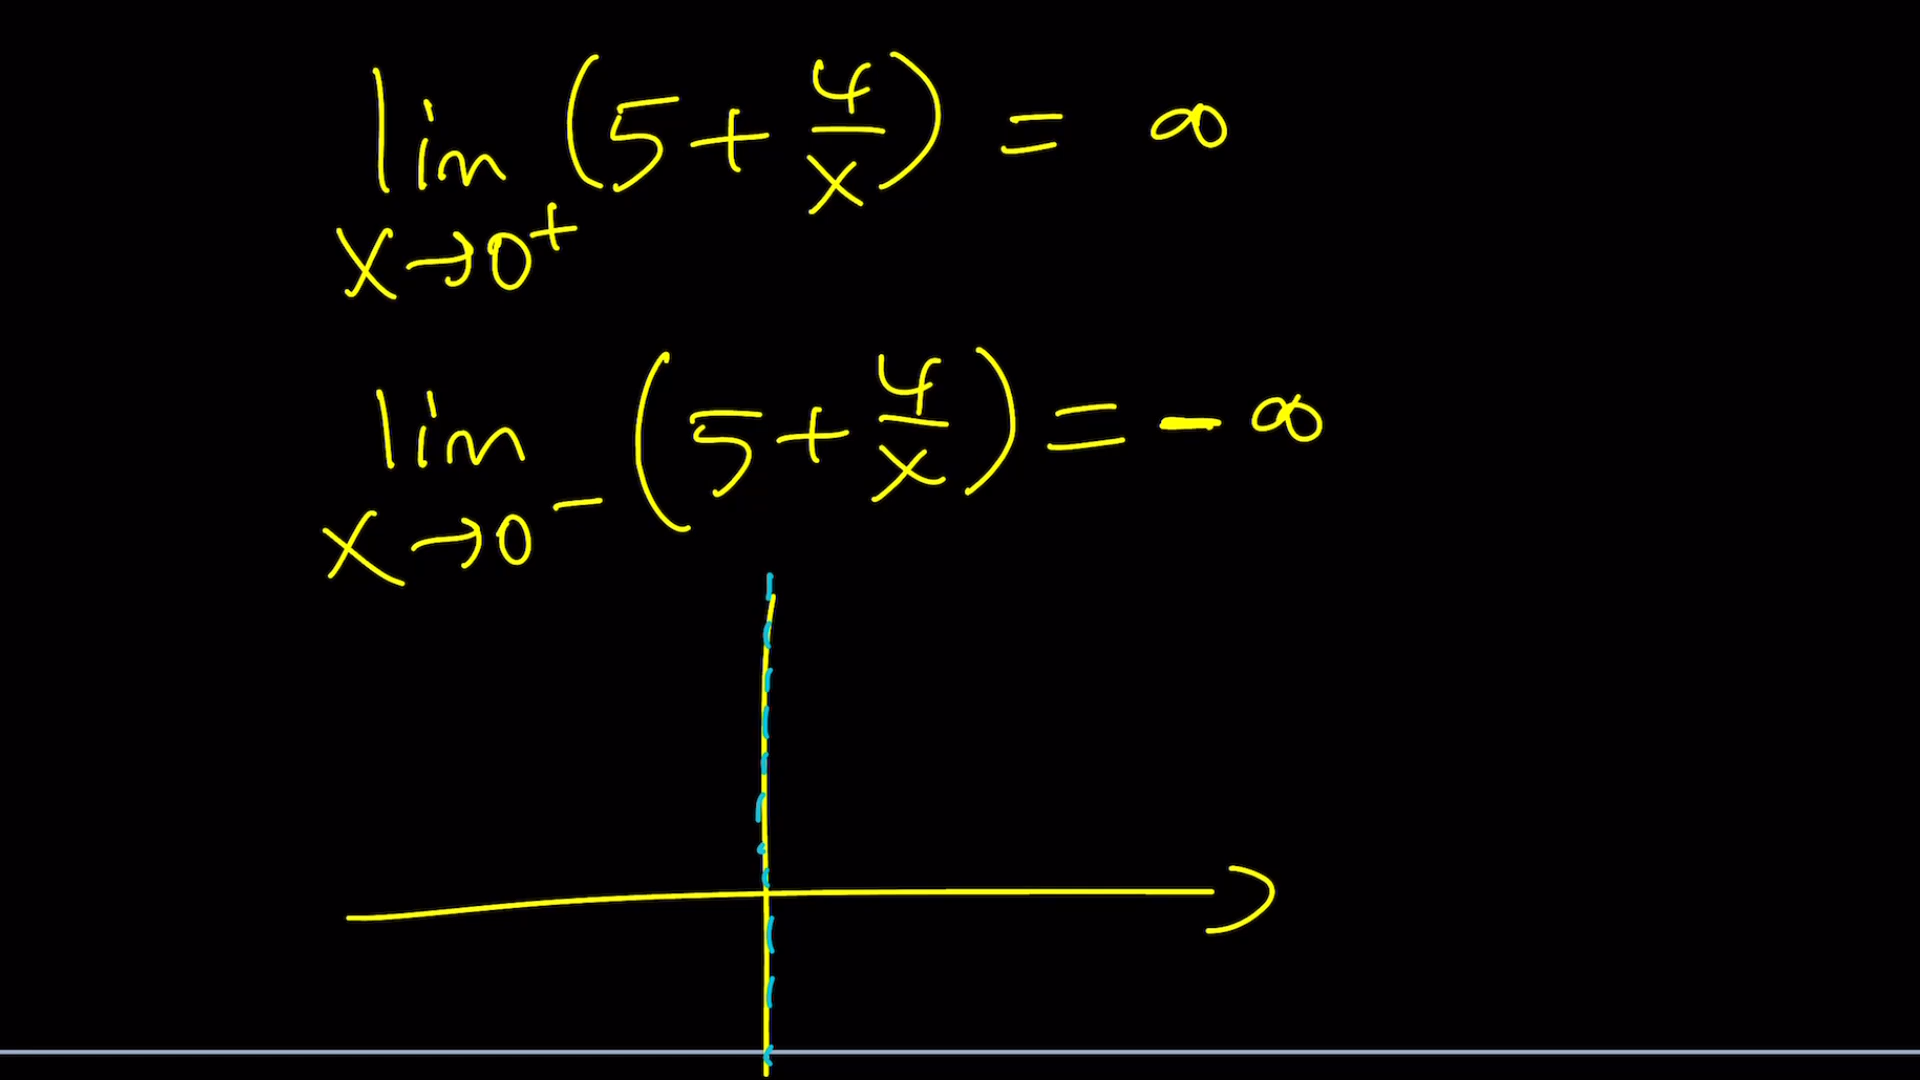 lim (5 + 4/x) = ∞
x→0⁺
lim (5 + 4/x) = -∞
x→0⁻